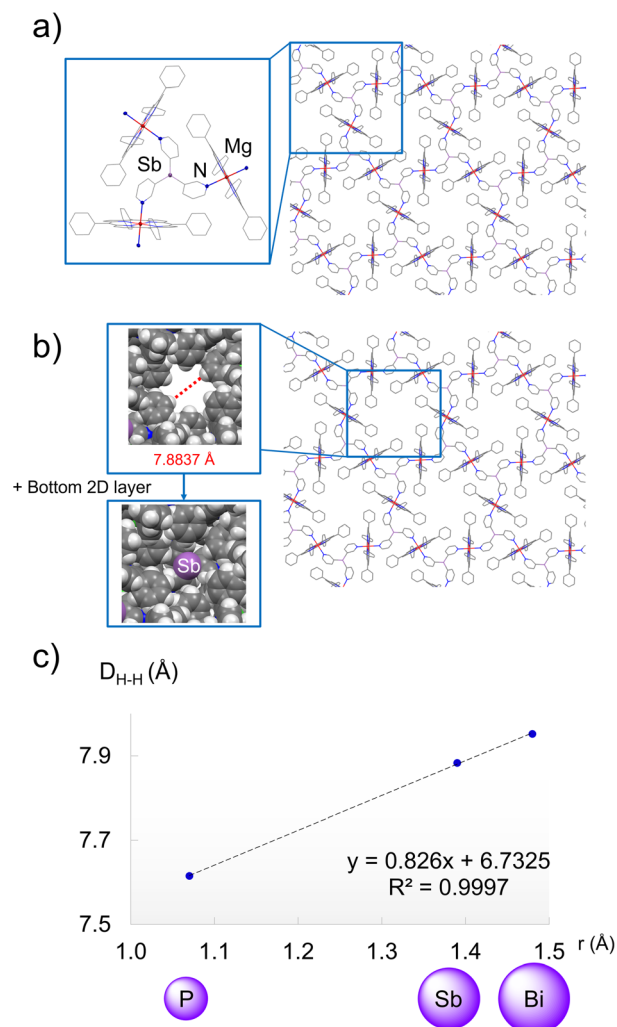 a)
Sb
N
Mg
b)
7.8837 Å
+ Bottom 2D layer
Sb
c)
D_{H-H} (Å)
7.9
7.7
7.5
y = 0.826x + 6.7325
R² = 0.9997
1.0
1.1
1.2
1.3
1.4
1.5
r (Å)
P
Sb
Bi